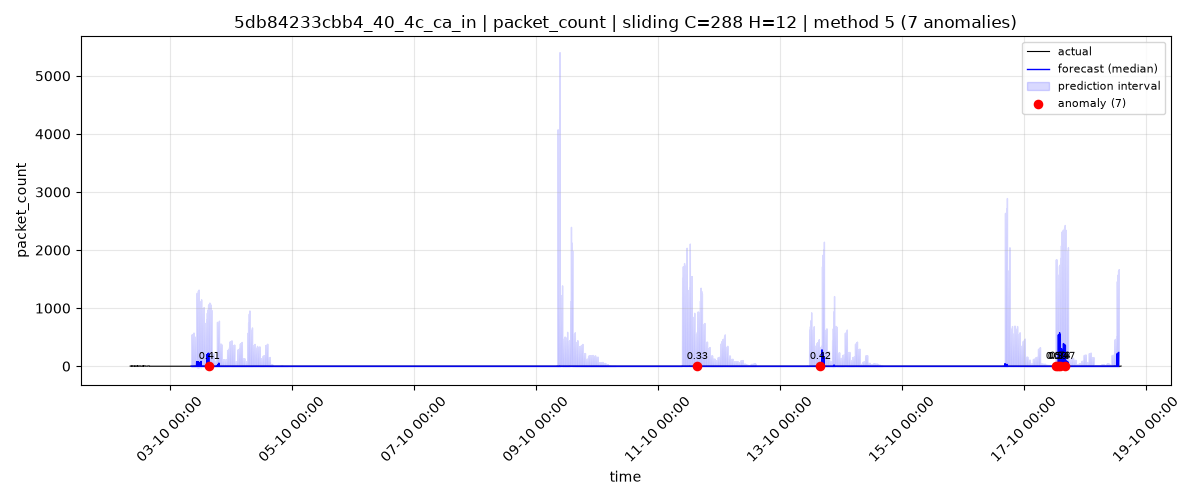 5db84233cbb4_40_4c_ca_in | packet_count | sliding C=288 H=12 | method 5 (7 anomalies)
actual
forecast (median)
prediction interval
anomaly (7)
packet_count
5000
4000
3000
2000
1000
0
0.41
0.33
0.42
03-10 00:00
05-10 00:00
07-10 00:00
09-10 00:00
11-10 00:00
13-10 00:00
15-10 00:00
17-10 00:00
19-10 00:00
time